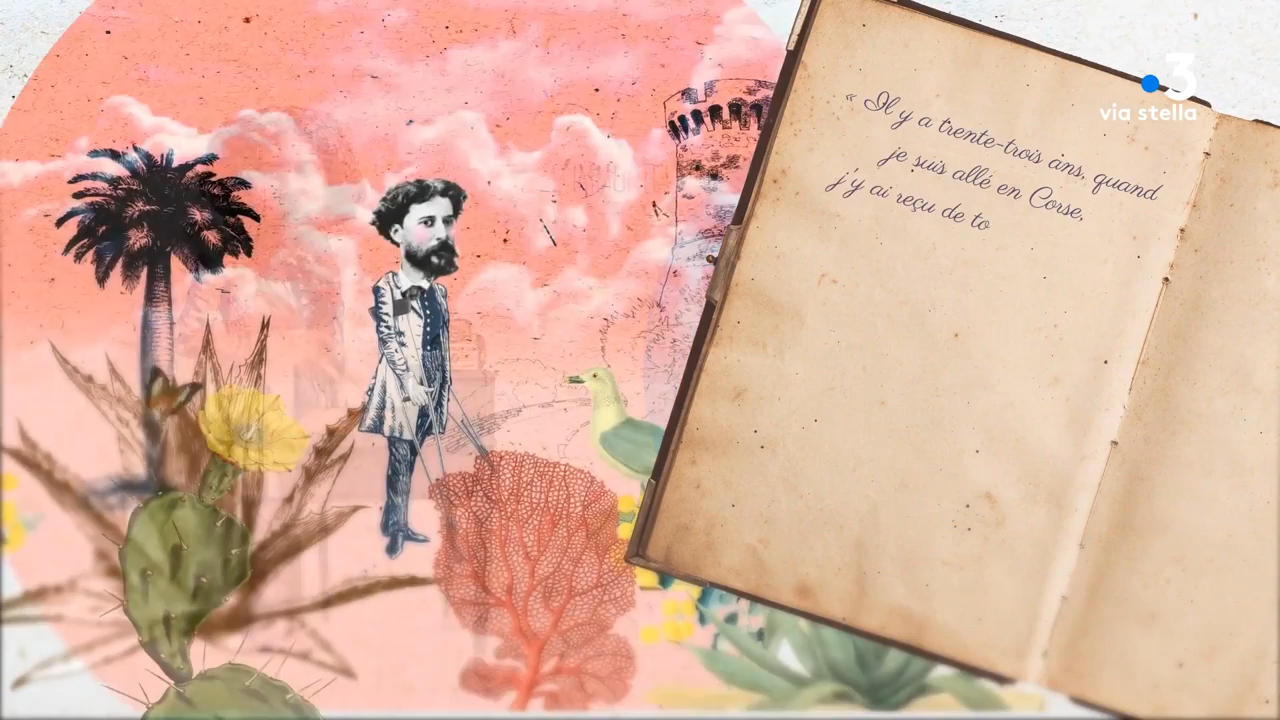 3
via stella
« Il y a trente-trois ans, quand
je suis allé en Corse,
j'y ai reçu de to